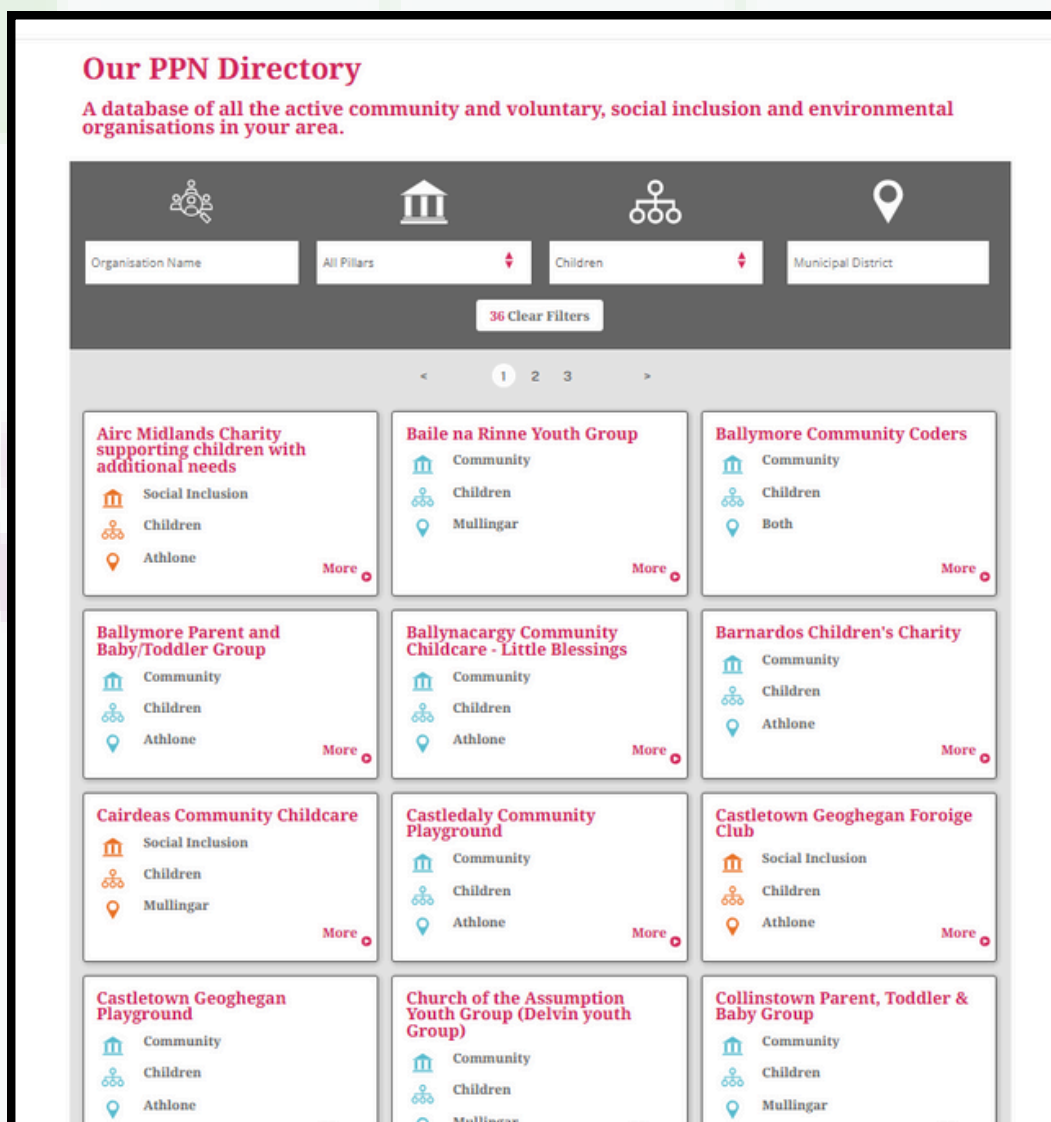 Our PPN Directory
A database of all the active community and voluntary, social inclusion and environmental
organisations in your area.
Organisation Name
All Pillars
Children
Municipal District
36 Clear Filters
< 1 2 3 >
Airc Midlands Charity
supporting children with
additional needs
Social Inclusion
Children
Athlone
More
Baile na Rinne Youth Group
Community
Children
Mullingar
More
Ballymore Community Coders
Community
Children
Both
More
Ballymore Parent and
Baby/Toddler Group
Community
Children
Athlone
More
Ballynacargy Community
Childcare - Little Blessings
Community
Children
Athlone
More
Barnardos Children's Charity
Community
Children
Athlone
More
Cairdeas Community Childcare
Social Inclusion
Children
Mullingar
More
Castledaly Community
Playground
Community
Children
Athlone
More
Castletown Geoghegan Foroige
Club
Social Inclusion
Children
Athlone
More
Castletown Geoghegan
Playground
Community
Children
Athlone
Church of the Assumption
Youth Group (Delvin youth
Group)
Community
Children
Mullingar
Collinstown Parent, Toddler &
Baby Group
Community
Children
Mullingar